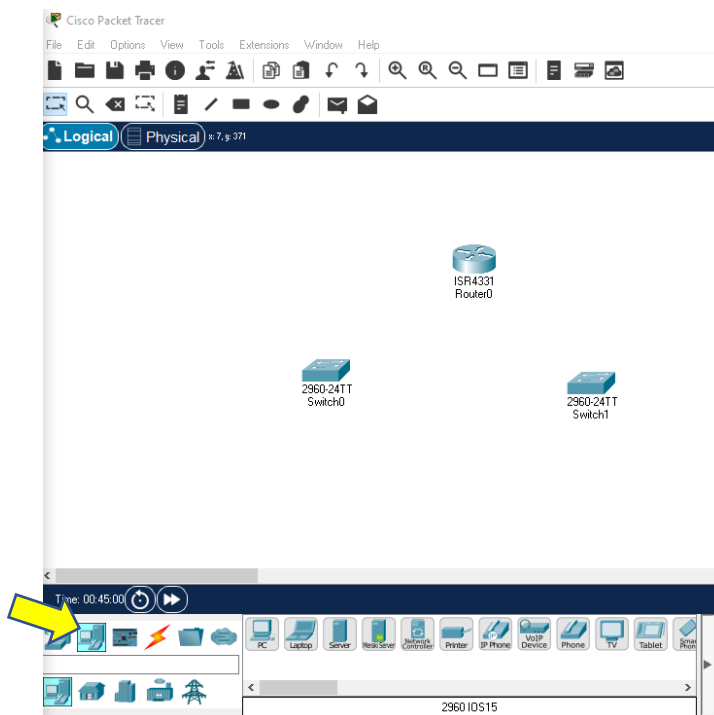 Cisco Packet Tracer
File Edit Options View Tools Extensions Window Help
Logical Physical x: 7, y: 371
ISR4331
Router0
2960-24TT
Switch0
2960-24TT
Switch1
Time: 00:45:00
PC Laptop Server Meraki Server Network Controller Printer IP Phone VoIP Device Phone TV Tablet Smart Phon
2960 IOS15